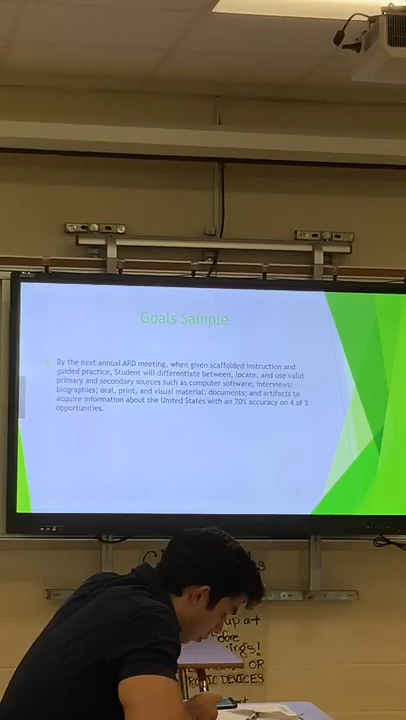 Goals Sample
By the next annual ARD meeting, when given scaffolded instruction and
guided practice, Student will differentiate between, locate, and use valid
primary and secondary sources such as computer software; interviews;
biographies; oral, print, and visual material; documents; and artifacts to
acquire information about the United States with an 70% accuracy on 4 of 5
opportunities.
up at
ings!
OR
DEVICES